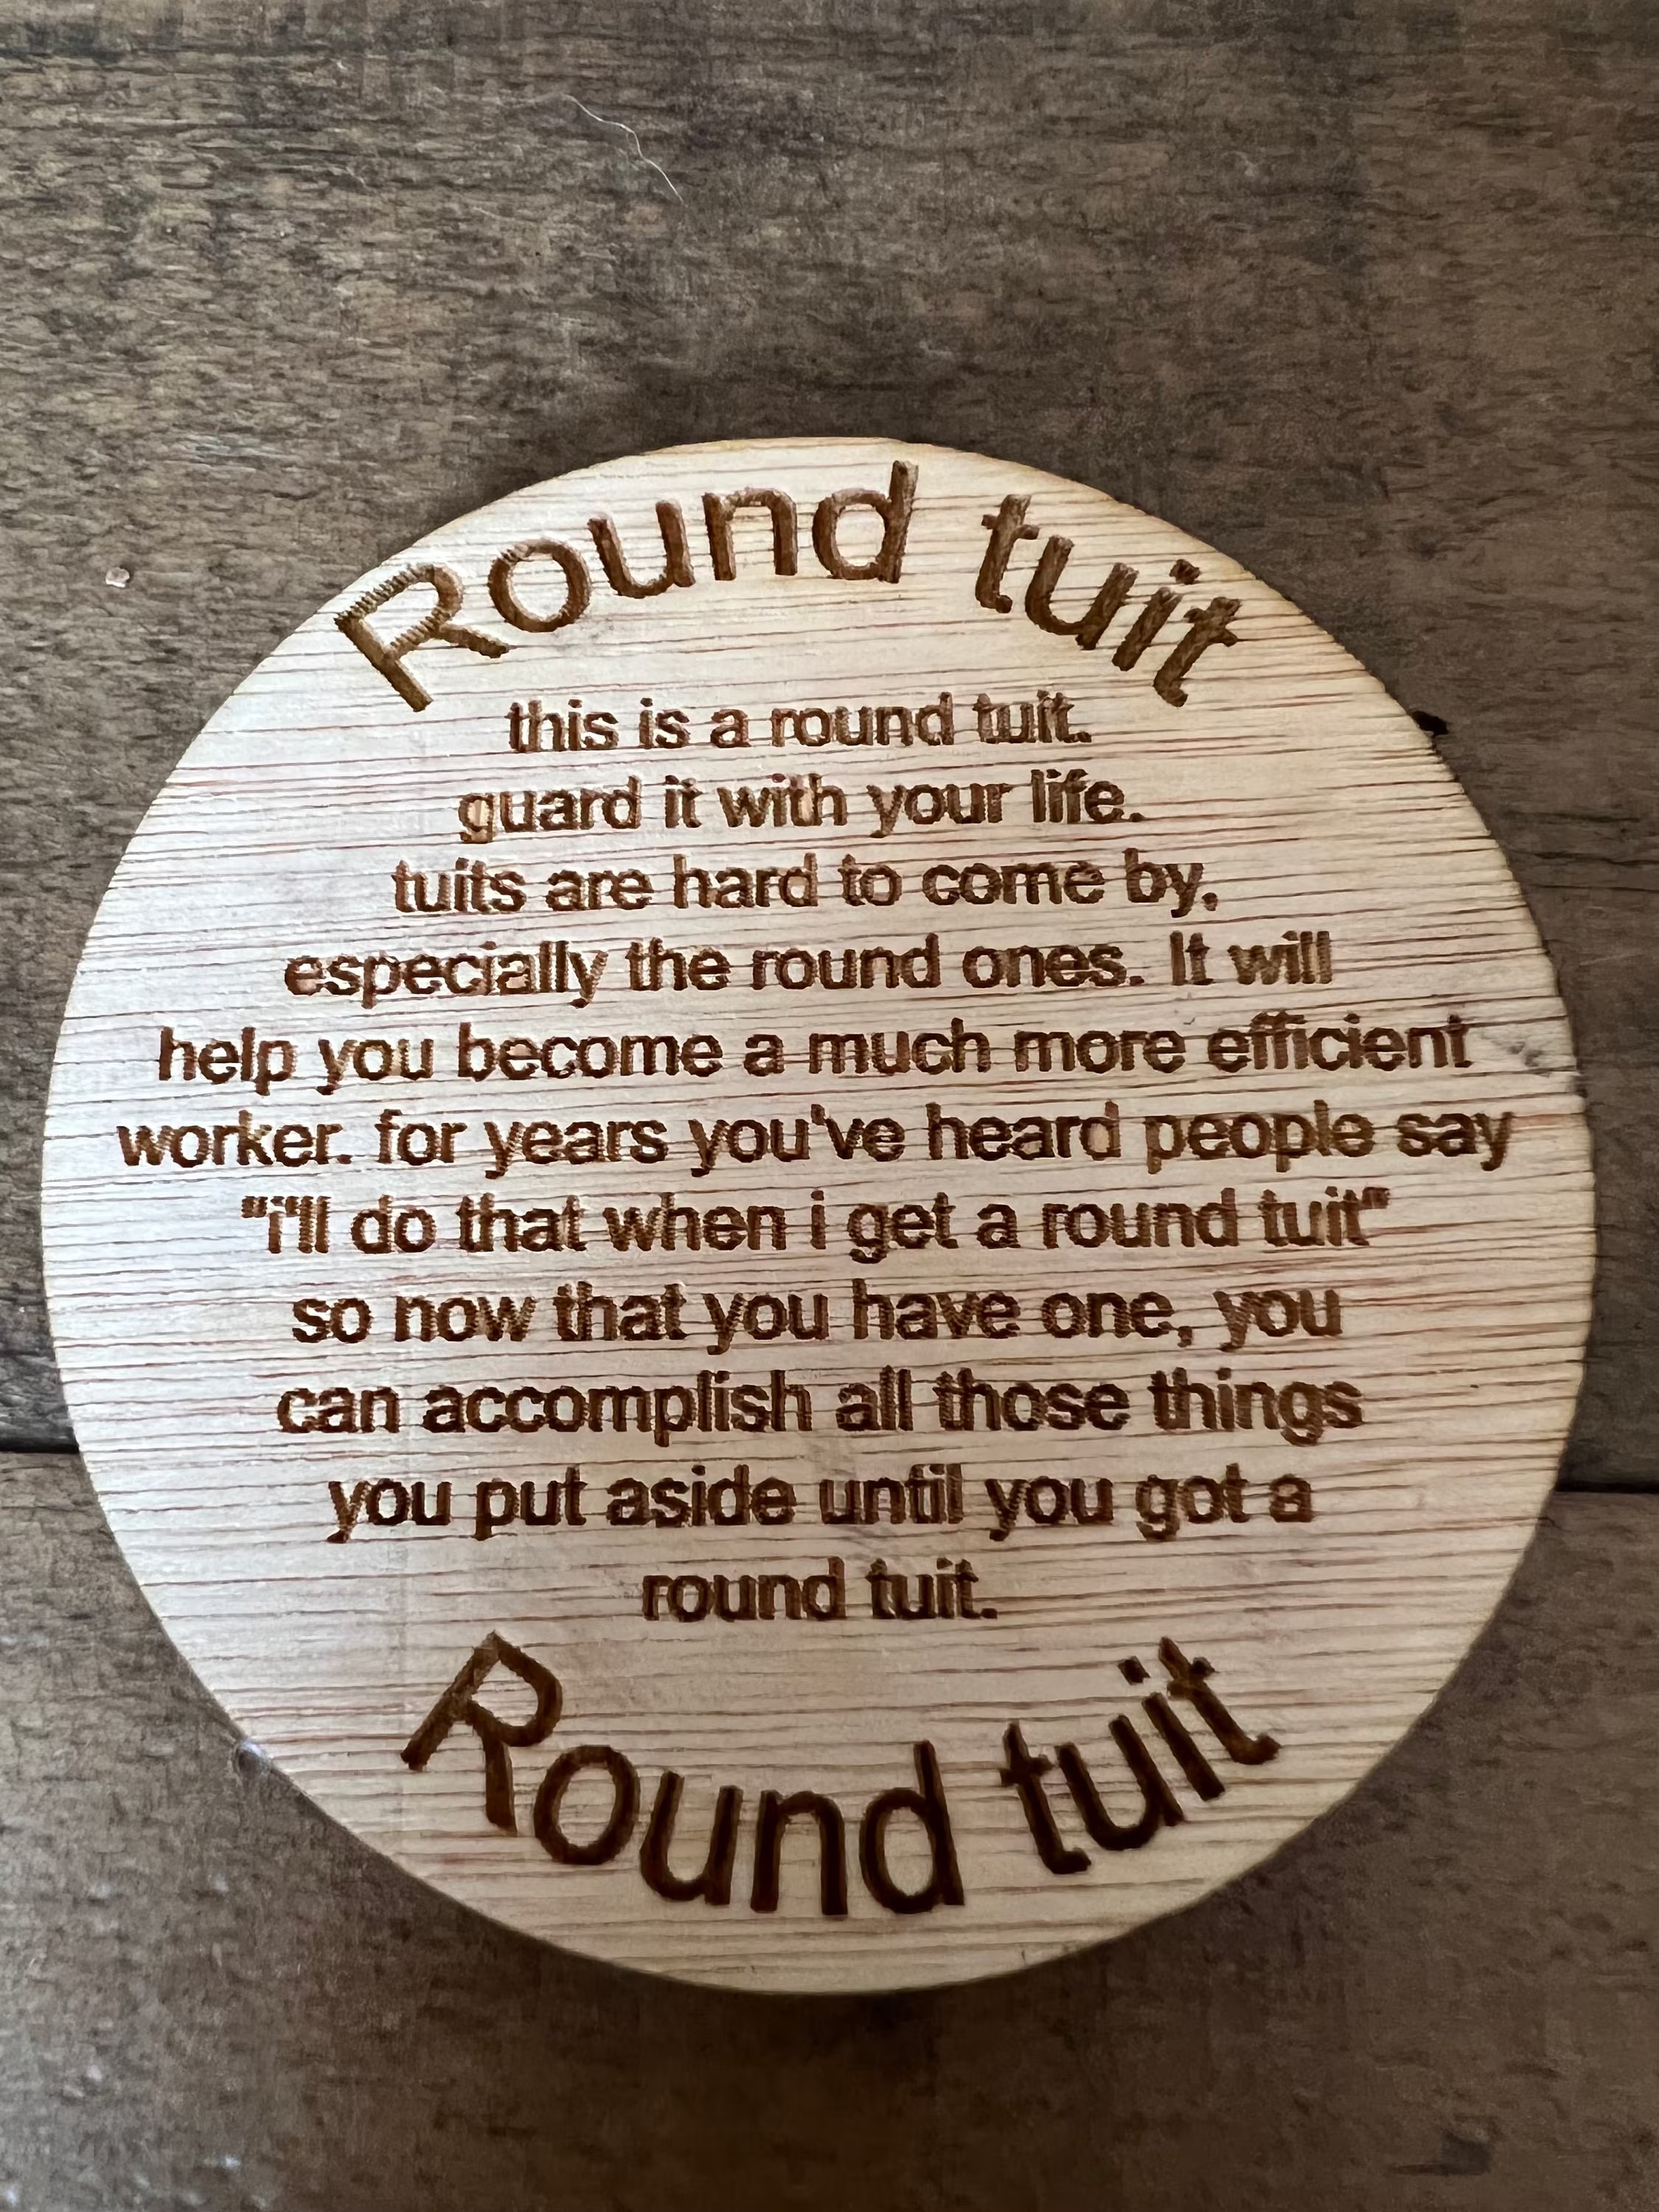 Round tuit
this is a round tuit.
guard it with your life.
tuits are hard to come by,
especially the round ones. It will
help you become a much more efficient
worker. for years you've heard people say
"i'll do that when i get a round tuit"
so now that you have one, you
can accomplish all those things
you put aside until you got a
round tuit.
Round tuit